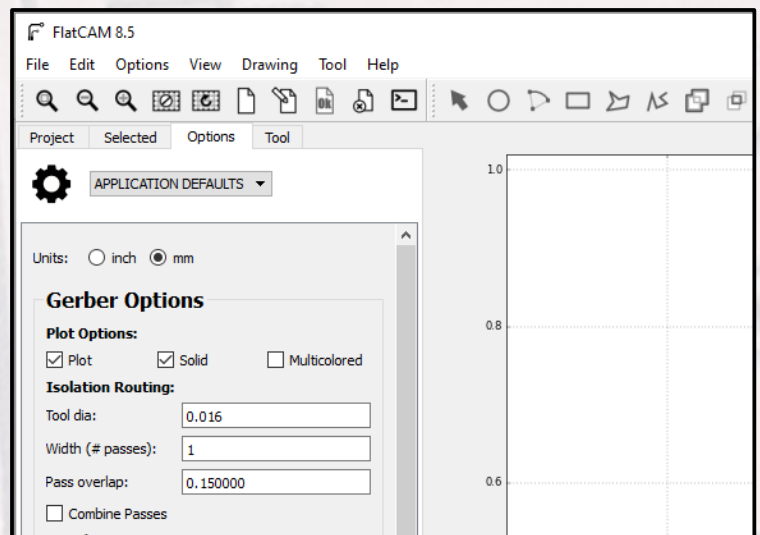 FlatCAM 8.5
File Edit Options View Drawing Tool Help
Ok
>_
Project Selected Options Tool
APPLICATION DEFAULTS
Units: inch mm
Gerber Options
Plot Options:
Plot Solid Multicolored
Isolation Routing:
Tool dia: 0.016
Width (# passes): 1
Pass overlap: 0.150000
Combine Passes
1.0
0.8
0.6